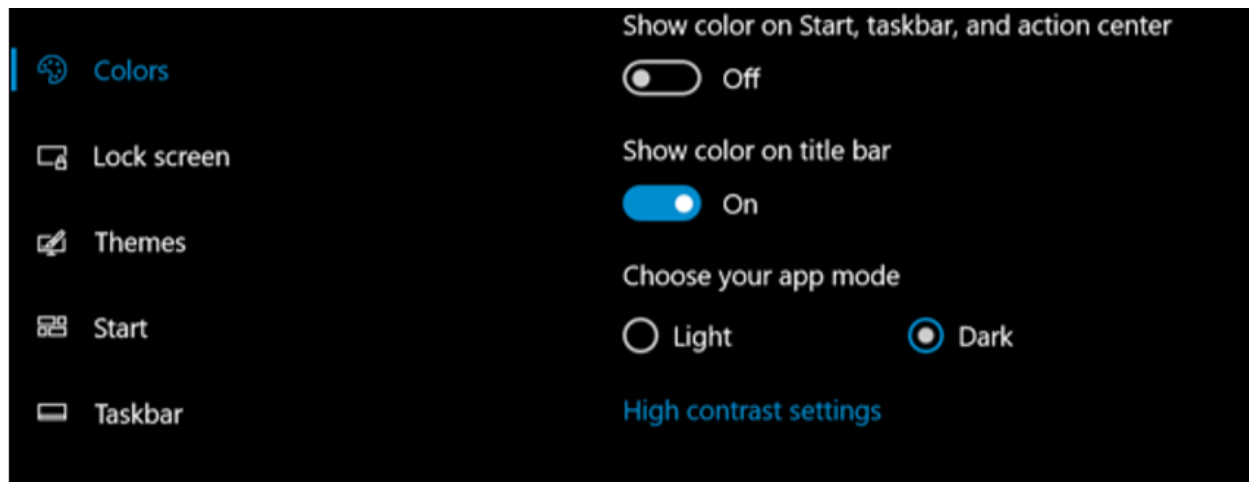 Colors
Lock screen
Themes
Start
Taskbar
Show color on Start, taskbar, and action center
Off
Show color on title bar
On
Choose your app mode
Light
Dark
High contrast settings